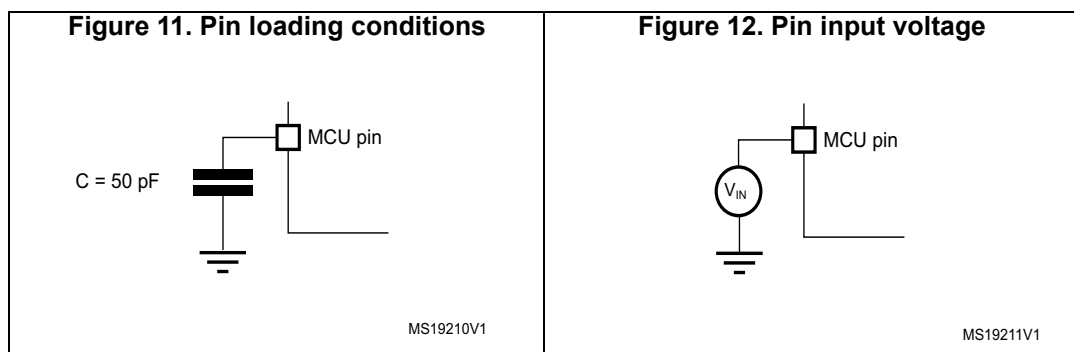 Figure 11. Pin loading conditions
MCU pin
C = 50 pF
MS19210V1
Figure 12. Pin input voltage
MCU pin
VIN
MS19211V1